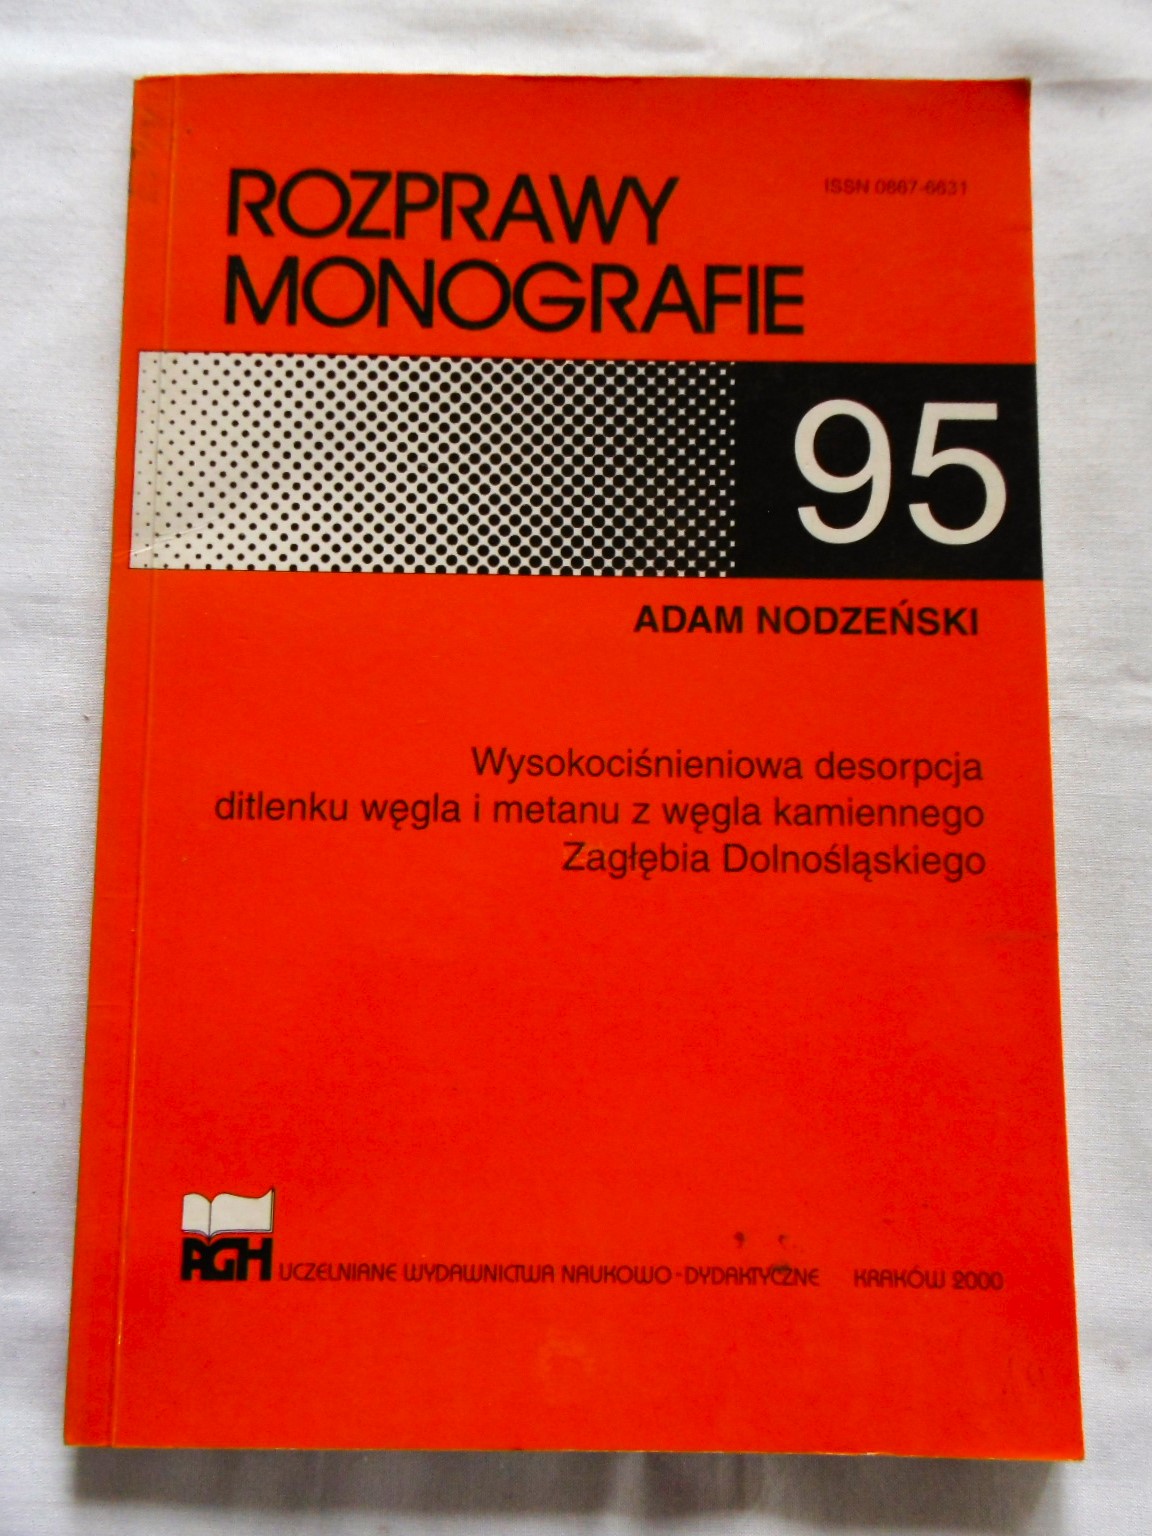 ROZPRAWY
ISSN 0867-6631
MONOGRAFIE
95
ADAM NODZEŃSKI
Wysokociśnieniowa desorpcja
ditlenku węgla i metanu z węgla kamiennego
Zagłębia Dolnośląskiego
AGH UCZELNIANE WYDAWNICTWA NAUKOWO-DYDAKTYCZNE KRAKÓW 2000